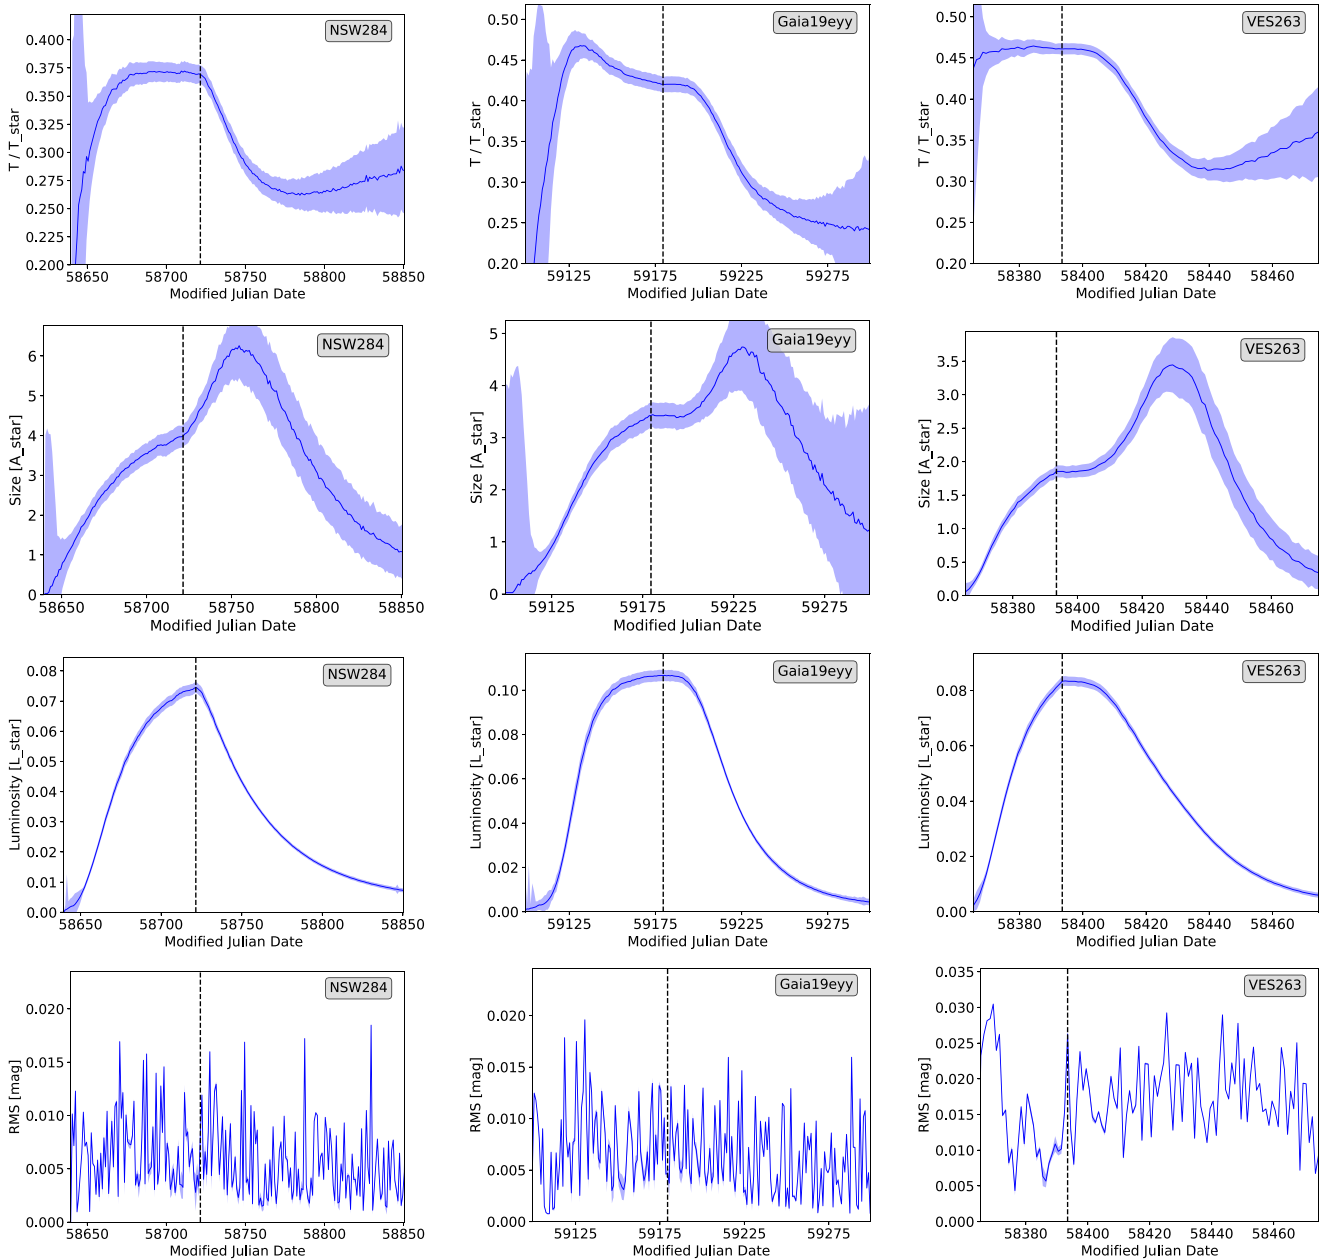 NSW284
T / T_star
0.400
0.375
0.350
0.325
0.300
0.275
0.250
0.225
0.200
58650 58700 58750 58800 58850
Modified Julian Date
Gaia19eyy
T / T_star
0.50
0.45
0.40
0.35
0.30
0.25
0.20
59125 59175 59225 59275
Modified Julian Date
VES263
T / T_star
0.50
0.45
0.40
0.35
0.30
0.25
0.20
58380 58400 58420 58440 58460
Modified Julian Date
NSW284
Size [A_star]
6
5
4
3
2
1
0
58650 58700 58750 58800 58850
Modified Julian Date
Gaia19eyy
Size [A_star]
5
4
3
2
1
0
59125 59175 59225 59275
Modified Julian Date
VES263
Size [A_star]
3.5
3.0
2.5
2.0
1.5
1.0
0.5
0.0
58380 58400 58420 58440 58460
Modified Julian Date
NSW284
Luminosity [L_star]
0.08
0.07
0.06
0.05
0.04
0.03
0.02
0.01
0.00
58650 58700 58750 58800 58850
Modified Julian Date
Gaia19eyy
Luminosity [L_star]
0.10
0.08
0.06
0.04
0.02
0.00
59125 59175 59225 59275
Modified Julian Date
VES263
Luminosity [L_star]
0.08
0.06
0.04
0.02
0.00
58380 58400 58420 58440 58460
Modified Julian Date
NSW284
RMS [mag]
0.020
0.015
0.010
0.005
0.000
58650 58700 58750 58800 58850
Modified Julian Date
Gaia19eyy
RMS [mag]
0.020
0.015
0.010
0.005
0.000
59125 59175 59225 59275
Modified Julian Date
VES263
RMS [mag]
0.035
0.030
0.025
0.020
0.015
0.010
0.005
0.000
58380 58400 58420 58440 58460
Modified Julian Date